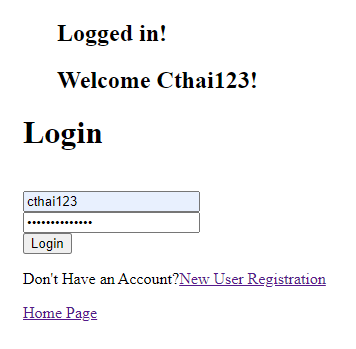 Logged in!
Welcome Cthai123!
Login
cthai123
••••••••••••••
Login
Don't Have an Account?New User Registration
Home Page